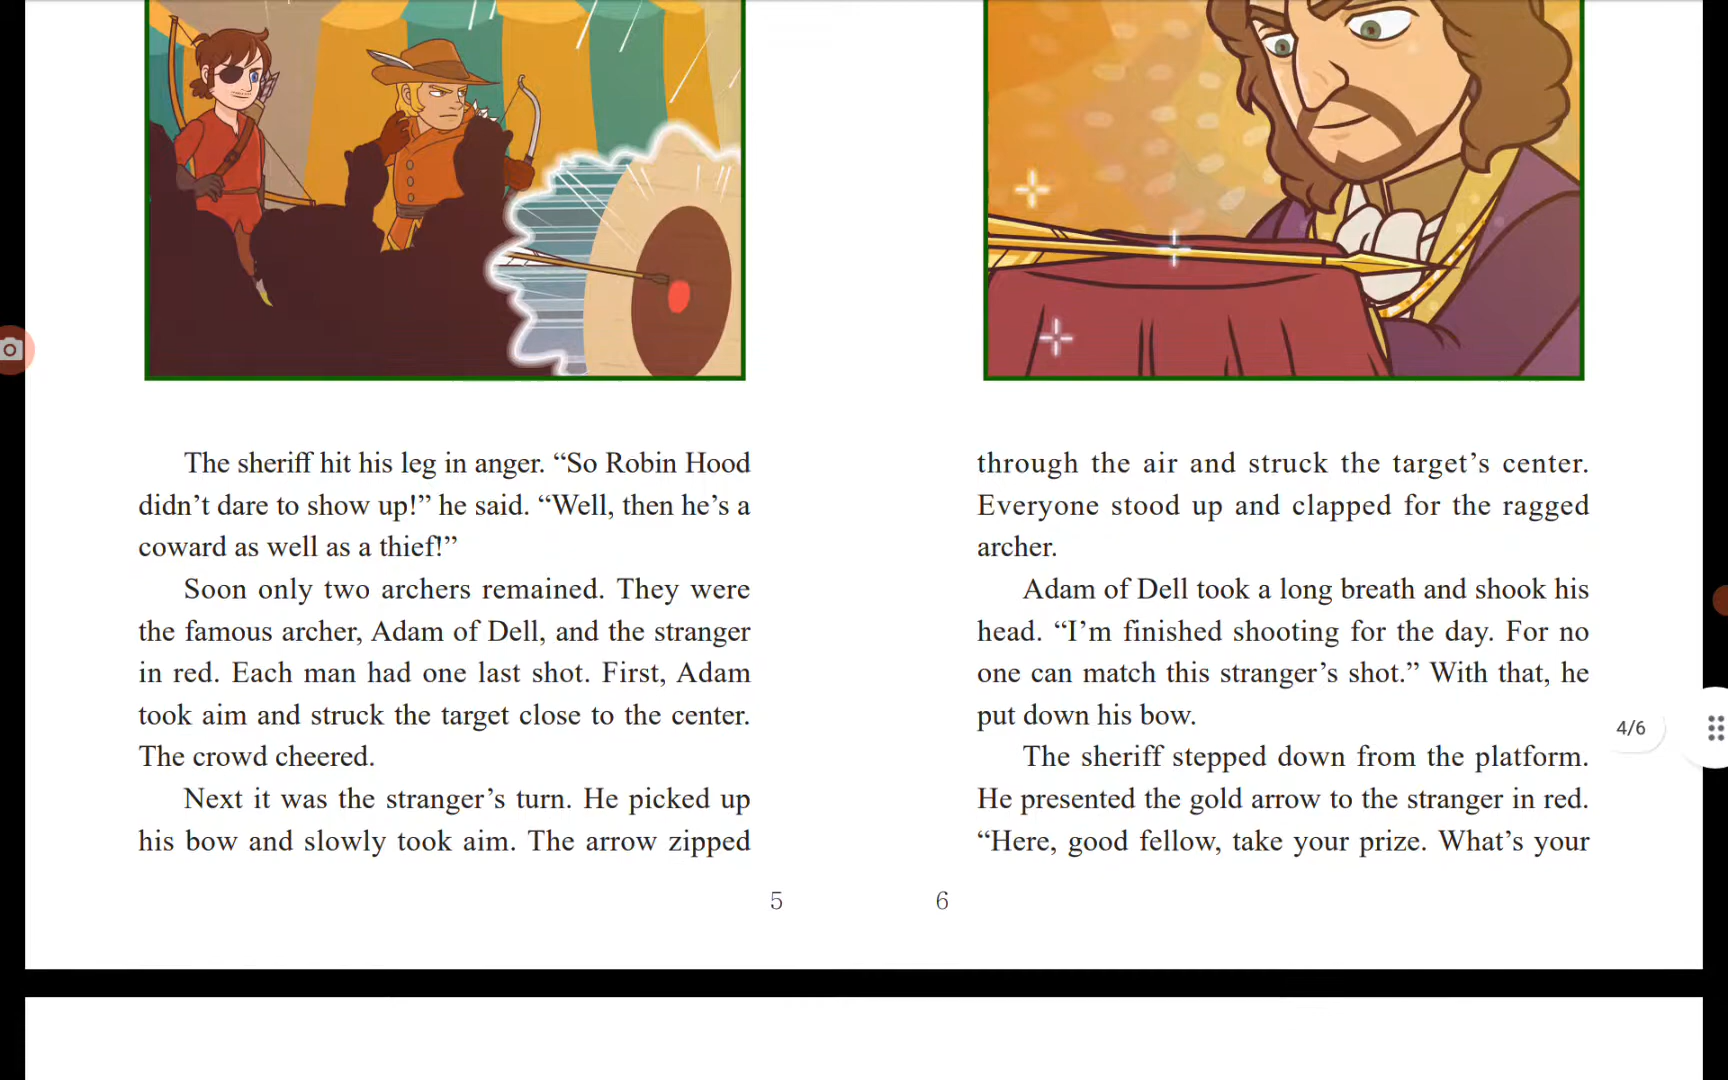 The sheriff hit his leg in anger. “So Robin Hood
didn’t dare to show up!” he said. “Well, then he’s a
coward as well as a thief!”
Soon only two archers remained. They were
the famous archer, Adam of Dell, and the stranger
in red. Each man had one last shot. First, Adam
took aim and struck the target close to the center.
The crowd cheered.
Next it was the stranger’s turn. He picked up
his bow and slowly took aim. The arrow zipped
5
through the air and struck the target’s center.
Everyone stood up and clapped for the ragged
archer.
Adam of Dell took a long breath and shook his
head. “I’m finished shooting for the day. For no
one can match this stranger’s shot.” With that, he
put down his bow.
The sheriff stepped down from the platform.
He presented the gold arrow to the stranger in red.
“Here, good fellow, take your prize. What’s your
6
4/6